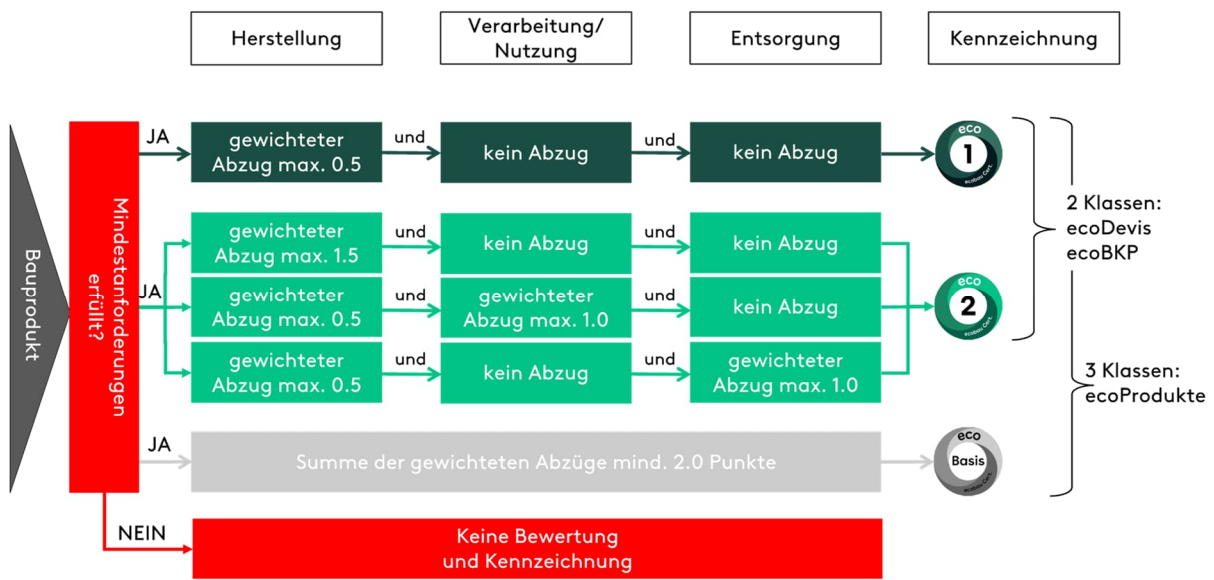 Herstellung
Verarbeitung/
Nutzung
Entsorgung
Kennzeichnung
Bauprodukt
Mindestanforderungen
erfüllt?
JA
gewichteter
Abzug max. 0.5
und
kein Abzug
und
kein Abzug
eco
1
ecobau Cert.
JA
gewichteter
Abzug max. 1.5
und
kein Abzug
und
kein Abzug
gewichteter
Abzug max. 0.5
und
gewichteter
Abzug max. 1.0
und
kein Abzug
gewichteter
Abzug max. 0.5
und
kein Abzug
und
gewichteter
Abzug max. 1.0
eco
2
ecobau Cert.
JA
Summe der gewichteten Abzüge mind. 2.0 Punkte
eco
Basis
ecobau Cert.
NEIN
Keine Bewertung
und Kennzeichnung
2 Klassen:
ecoDevis
ecoBKP
3 Klassen:
ecoProdukte